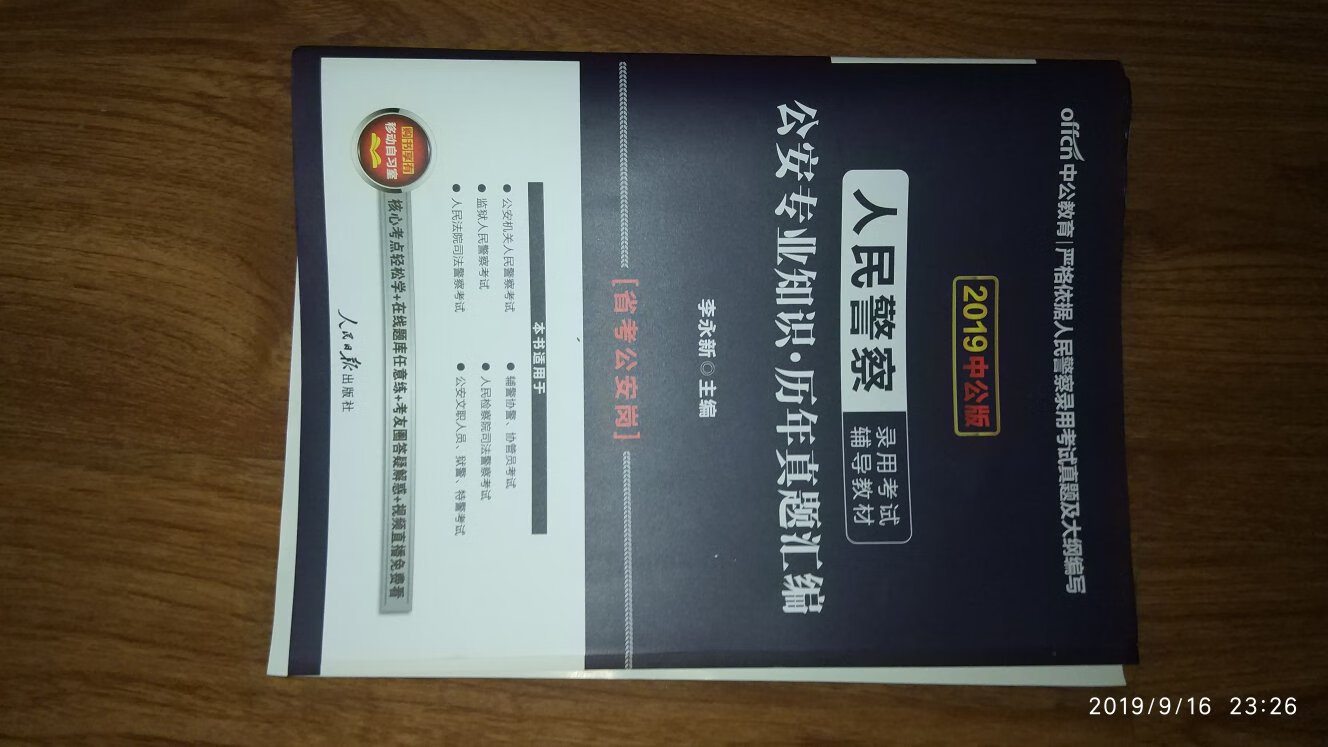 offcn 中公教育 | 严格依据人民警察录用考试真题及大纲编写
2019中公版
人民警察
录用考试
辅导教材
公安专业知识·历年真题汇编
李永新◎主编
[省考公安岗]
本书适用于
● 公安机关人民警察考试
● 辅警协警、协管员考试
● 监狱人民警察考试
● 人民检察院司法警察考试
● 人民法院司法警察考试
● 公安文职人员、狱警、特警考试
购书享有
移动自习室
核心考点轻松学+在线题库任意练+考友圈答疑解惑+视频直播免费看
人民日报出版社
2019/9/16 23:26